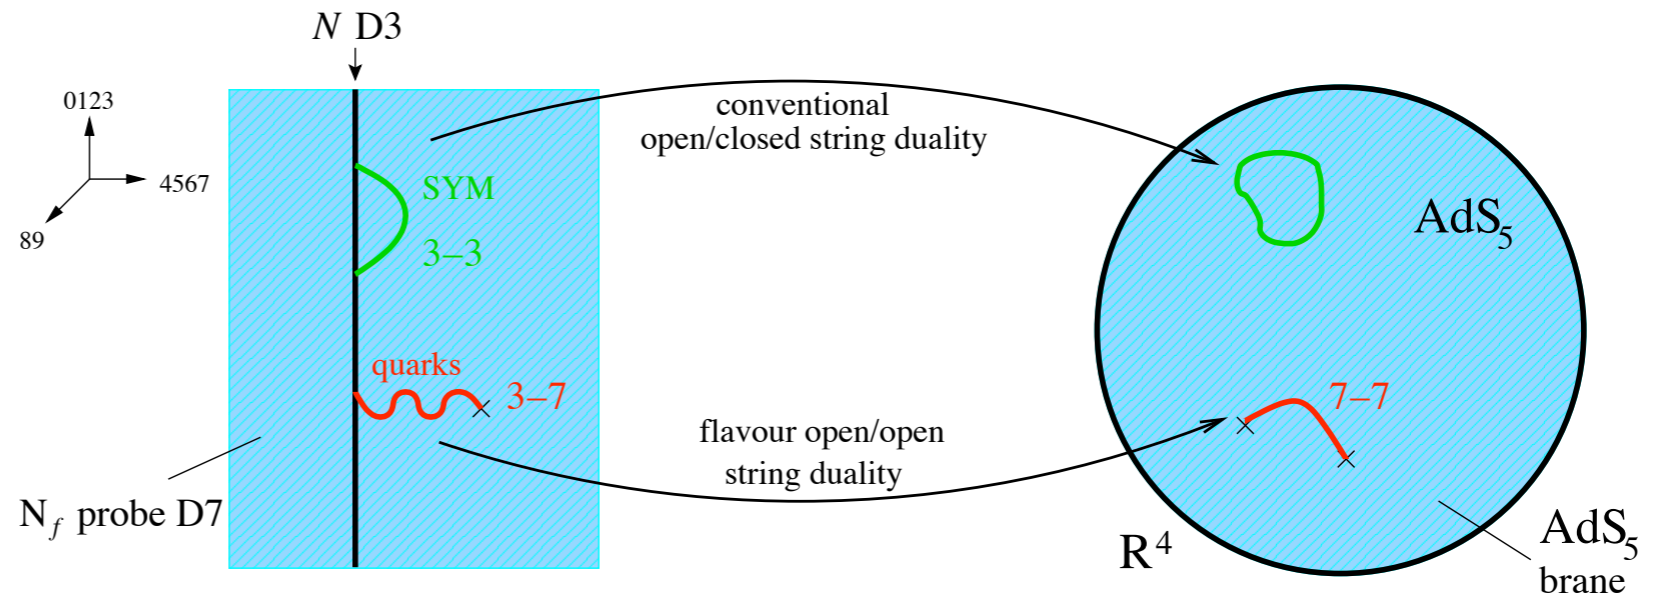 N D3
0123
4567
89
SYM
3–3
quarks
3–7
N_f probe D7
conventional
open/closed string duality
flavour open/open
string duality
AdS_5
7–7
R^4
AdS_5
brane